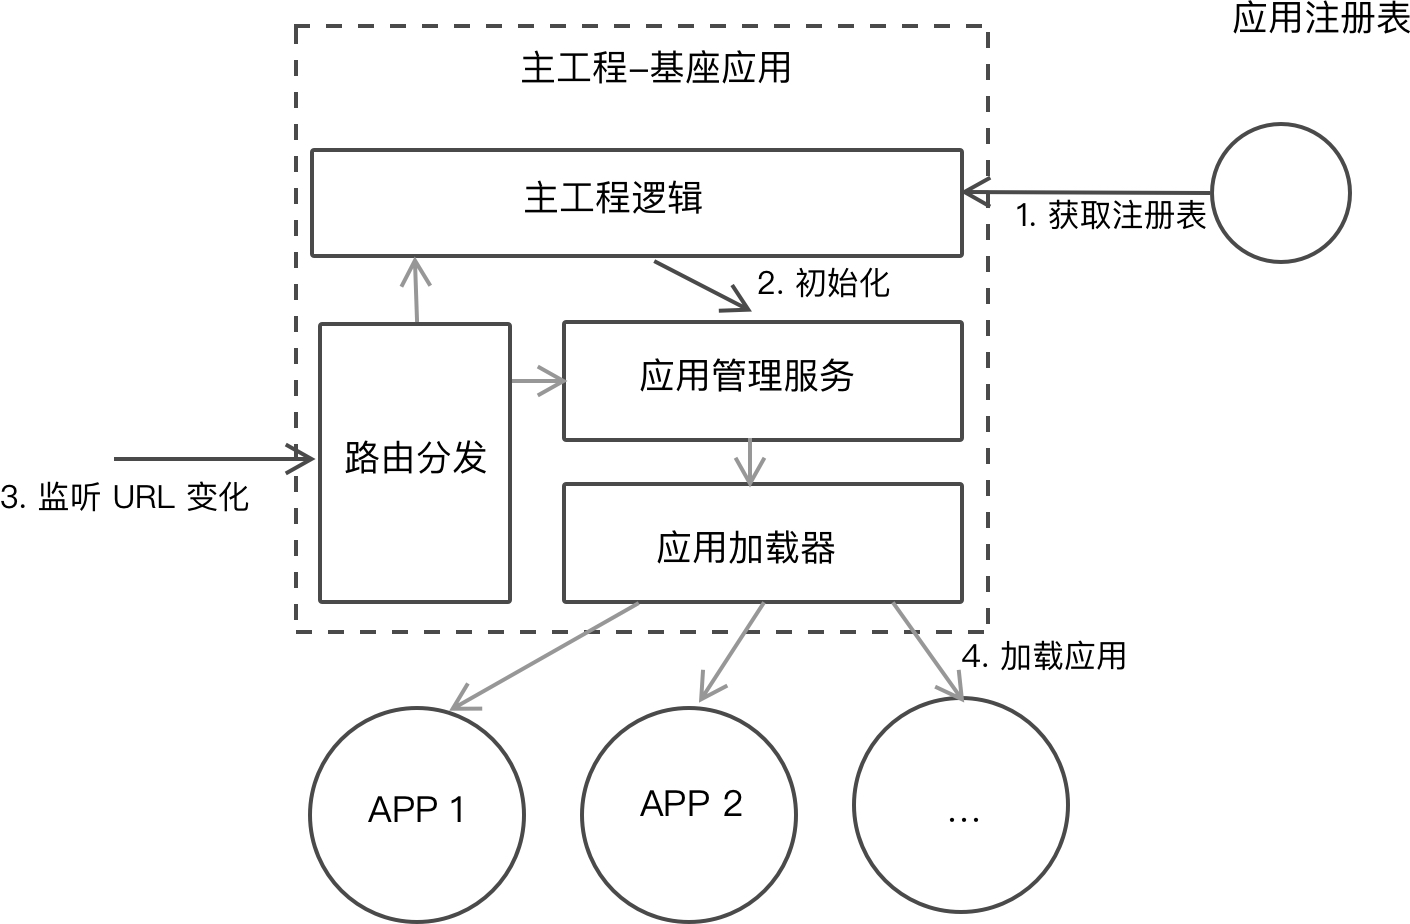 应用注册表
主工程-基座应用
主工程逻辑
1. 获取注册表
2. 初始化
应用管理服务
路由分发
3. 监听 URL 变化
应用加载器
4. 加载应用
APP 1
APP 2
...